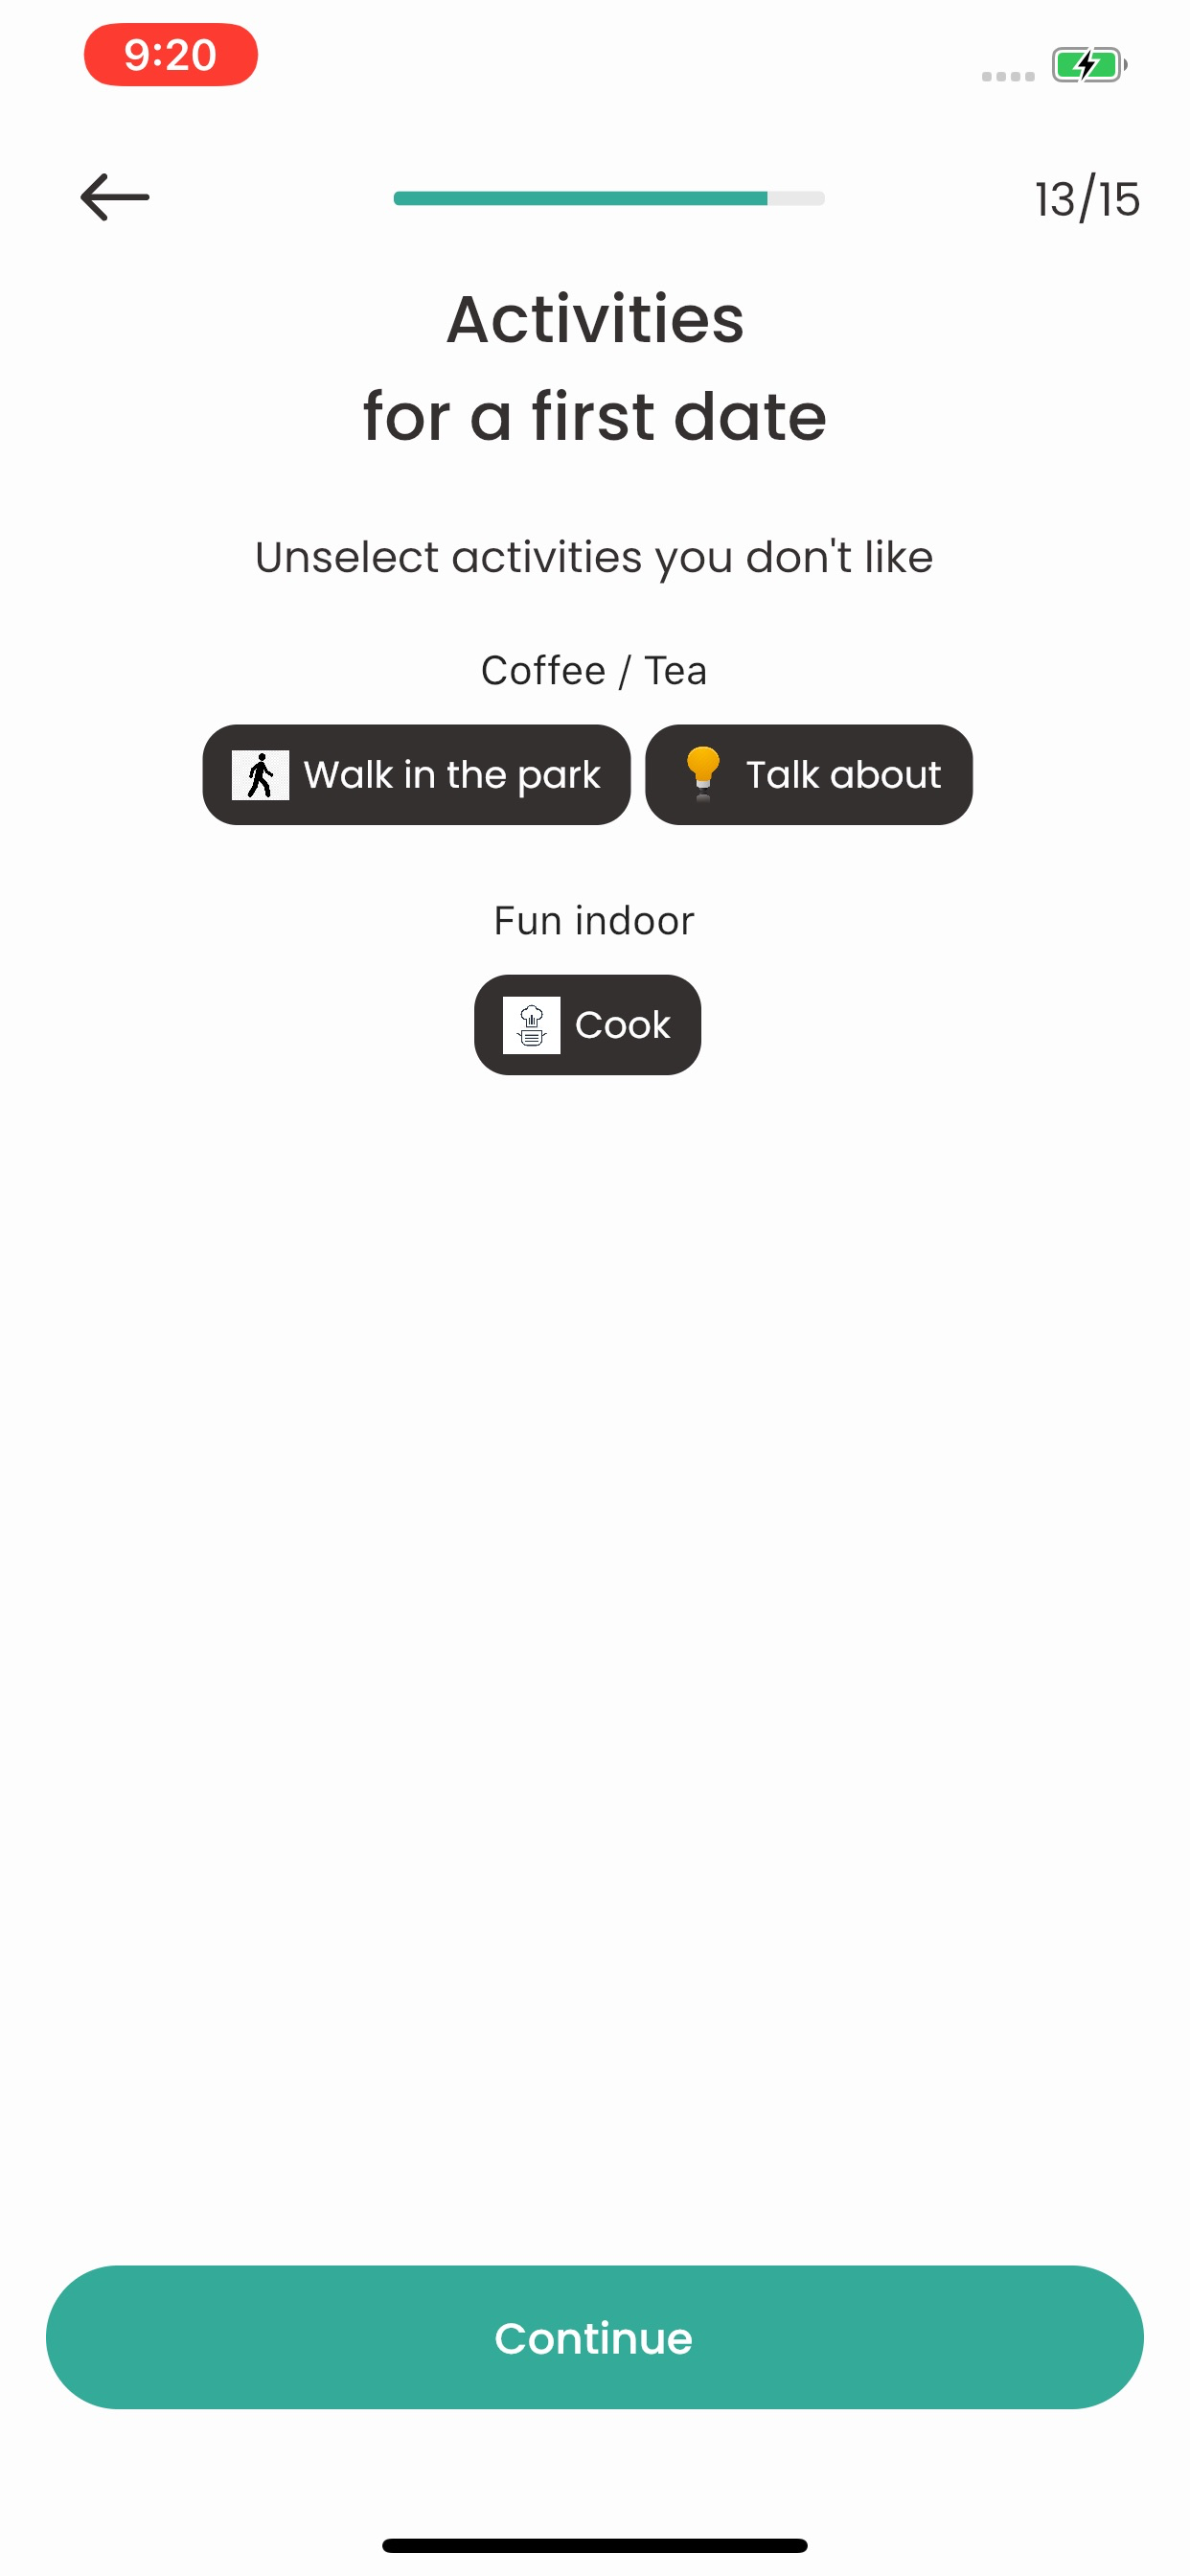 9:20
13/15
Activities
for a first date
Unselect activities you don't like
Coffee / Tea
Walk in the park
Talk about
Fun indoor
Cook
Continue